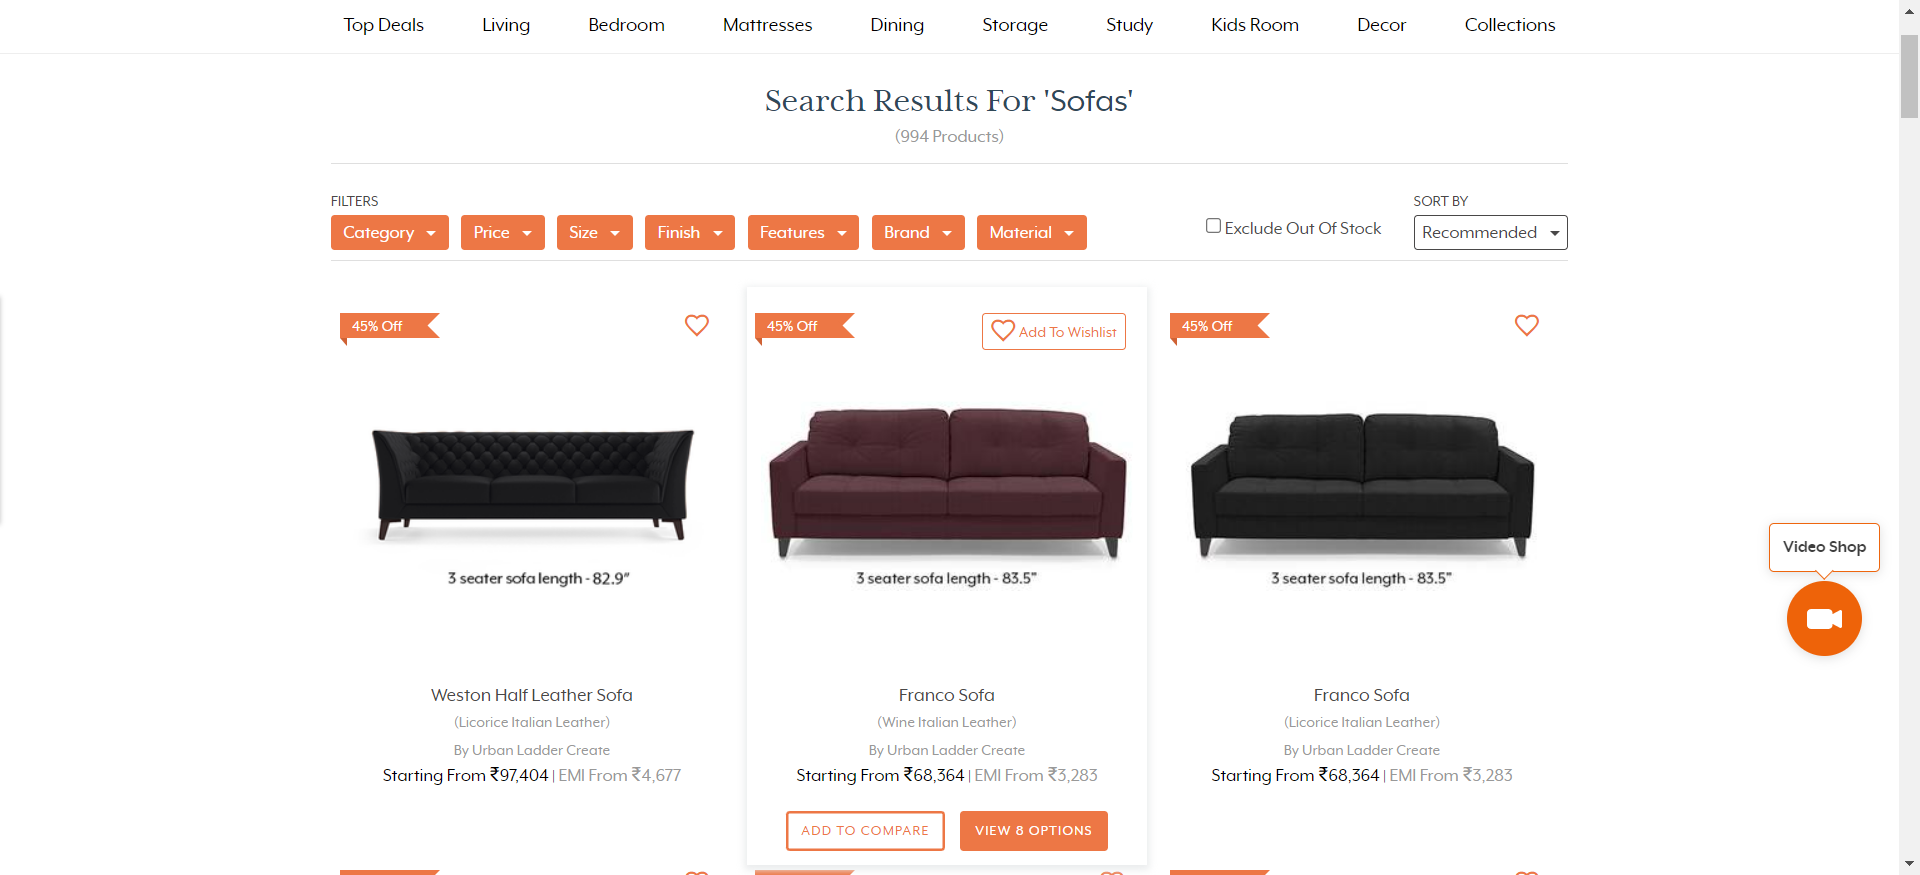 Top Deals Living Bedroom Mattresses Dining Storage Study Kids Room Decor Collections
Search Results For 'Sofas'
(994 Products)
FILTERS
SORT BY
Category Price Size Finish Features Brand Material
Exclude Out Of Stock
Recommended
45% Off
45% Off
Add To Wishlist
45% Off
3 seater sofa length - 82.9"
3 seater sofa length - 83.5"
3 seater sofa length - 83.5"
Video Shop
Weston Half Leather Sofa
(Licorice Italian Leather)
By Urban Ladder Create
Starting From ₹97,404 | EMI From ₹4,677
Franco Sofa
(Wine Italian Leather)
By Urban Ladder Create
Starting From ₹68,364 | EMI From ₹3,283
ADD TO COMPARE
VIEW 8 OPTIONS
Franco Sofa
(Licorice Italian Leather)
By Urban Ladder Create
Starting From ₹68,364 | EMI From ₹3,283